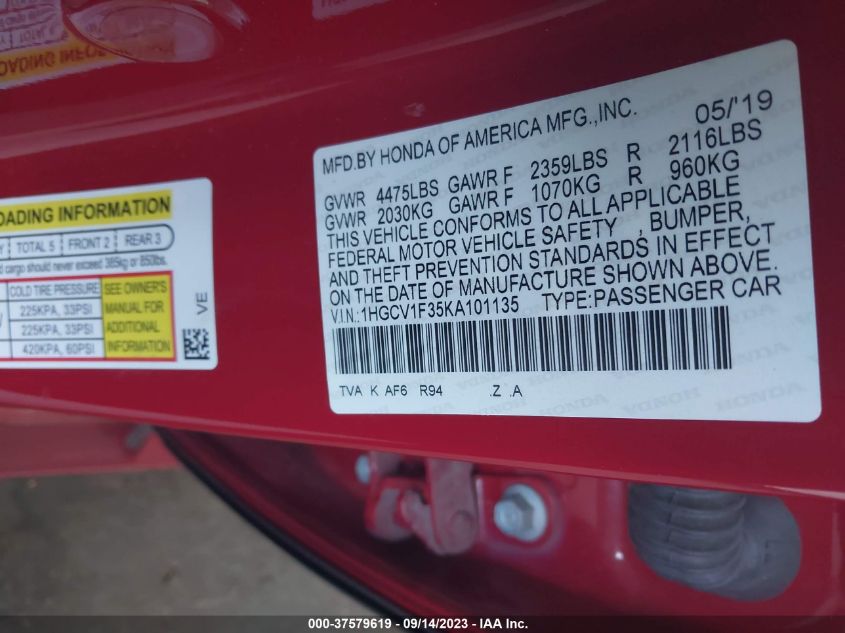 MFD.BY HONDA OF AMERICA MFG.,INC. 05/'19
GVWR 4475LBS GAWR F 2359LBS R 2116LBS
GVWR 2030KG GAWR F 1070KG R 960KG
THIS VEHICLE CONFORMS TO ALL APPLICABLE
FEDERAL MOTOR VEHICLE SAFETY , BUMPER,
AND THEFT PREVENTION STANDARDS IN EFFECT
ON THE DATE OF MANUFACTURE SHOWN ABOVE.
V.I.N.:1HGCV1F35KA101135 TYPE:PASSENGER CAR
TVA K AF6 R94 .Z .A
OADING INFORMATION
TOTAL 5 FRONT 2 REAR 3
cargo should never exceed 385kg or 850lbs.
COLD TIRE PRESSURE SEE OWNER'S
225KPA, 33PSI MANUAL FOR
225KPA, 33PSI ADDITIONAL
420KPA, 60PSI INFORMATION
VE
000-37579619 - 09/14/2023 - IAA Inc.